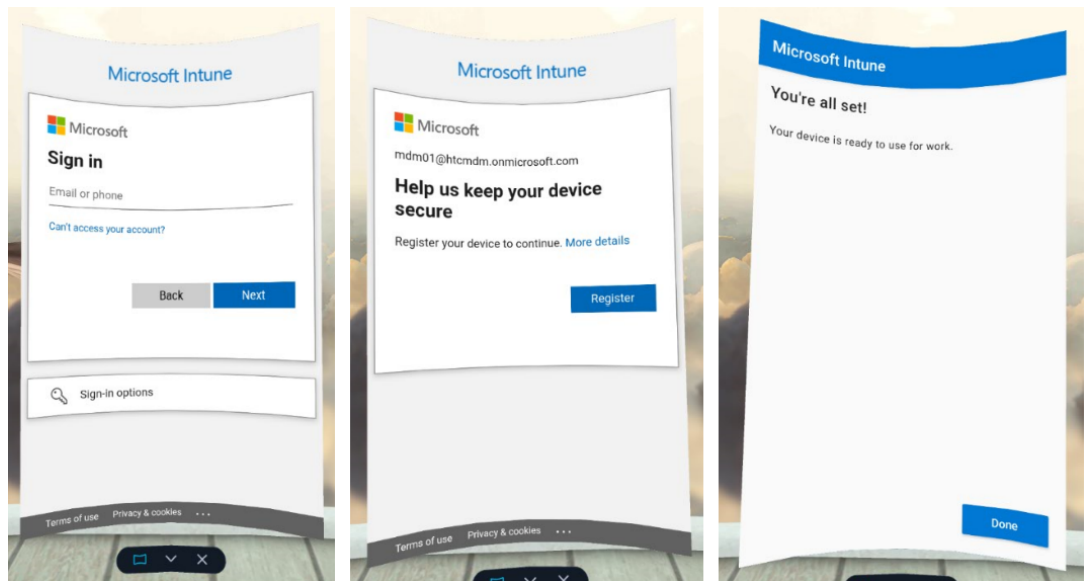 Microsoft Intune
Microsoft
Sign in
Email or phone
Can't access your account?
Back
Next
Sign-in options
Terms of use
Privacy & cookies
...
Microsoft Intune
Microsoft
mdm01@htcmdm.onmicrosoft.com
Help us keep your device
secure
Register your device to continue. More details
Register
Terms of use
Privacy & cookies
...
Microsoft Intune
You're all set!
Your device is ready to use for work.
Done